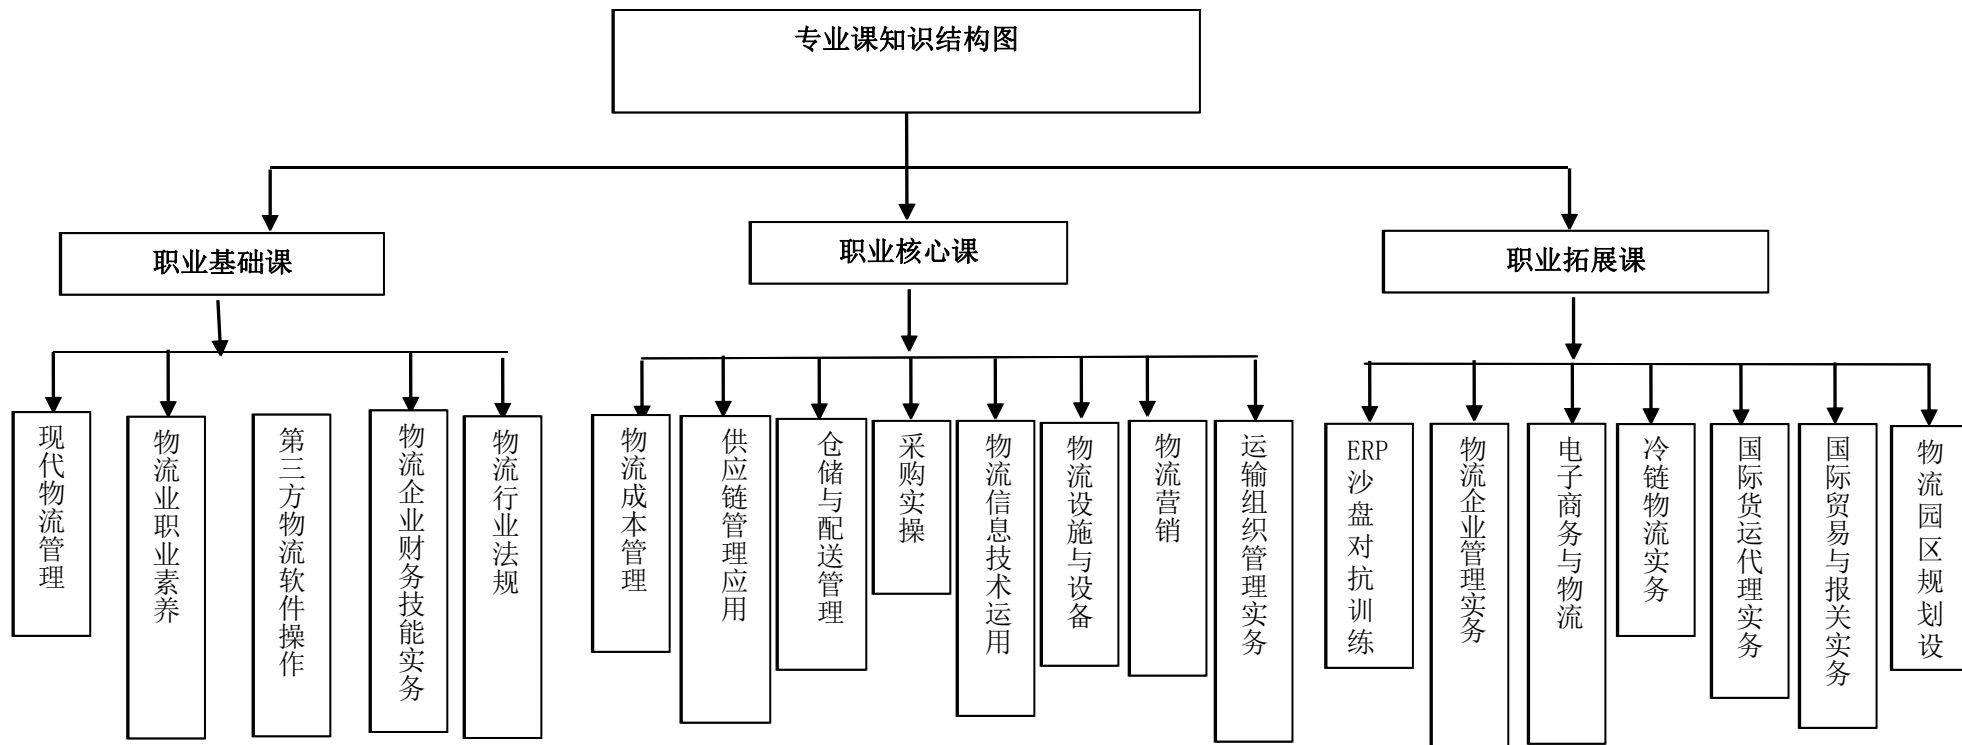 专业课知识结构图
职业基础课
职业核心课
职业拓展课
现代物流管理
物流业职业素养
第三方物流软件操作
物流企业财务技能实务
物流行业法规
物流成本管理
供应链管理应用
仓储与配送管理
采购实操
物流信息技术运用
物流设施与设备
物流营销
运输组织管理实务
ERP沙盘对抗训练
物流企业管理实务
电子商务与物流
冷链物流实务
国际货运代理实务
国际贸易与报关实务
物流园区规划设